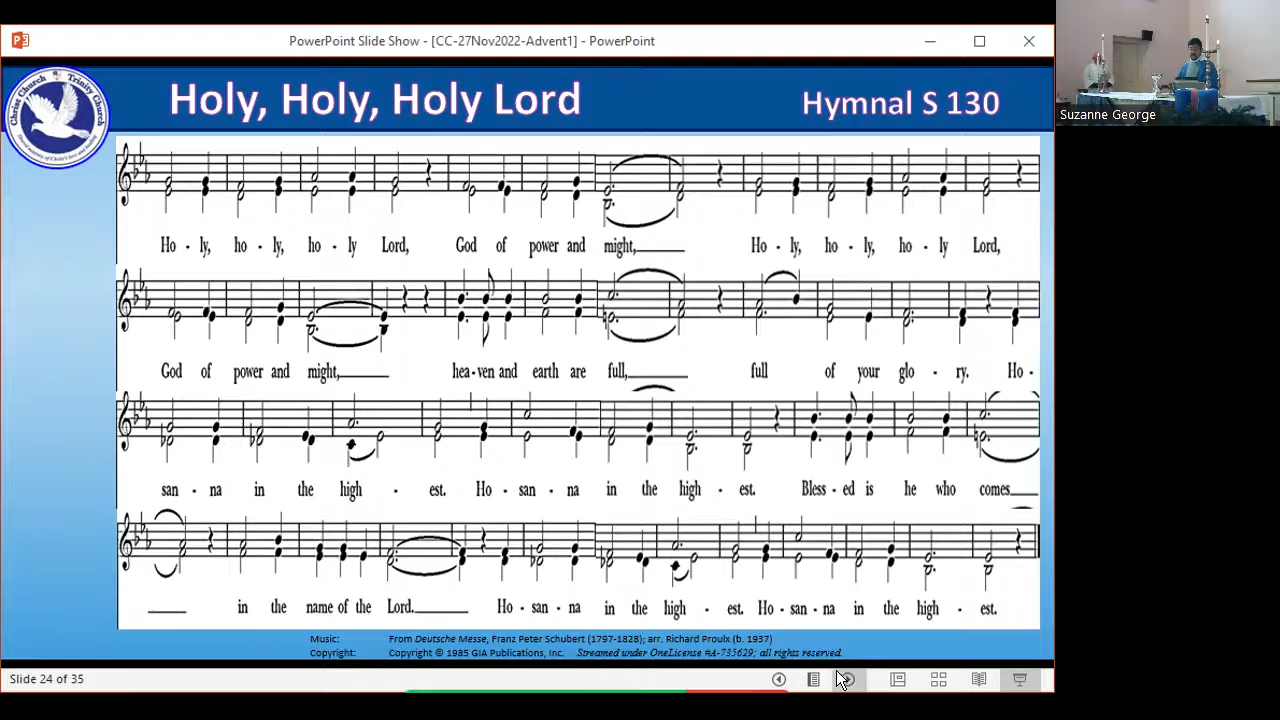 PowerPoint Slide Show - [CC-27Nov2022-Advent1] - PowerPoint
Suzanne George
Christ Church Trinity Church
Holy, Holy, Holy Lord
Hymnal S 130
Ho - ly, ho - ly, ho - ly Lord, God of power and might, Ho - ly, ho - ly, ho - ly Lord,
God of power and might, hea - ven and earth are full, full of your glo - ry. Ho -
san - na in the high - est. Ho - san - na in the high - est. Bless - ed is he who comes
in the name of the Lord. Ho - san - na in the high - est. Ho - san - na in the high - est.
Music: From Deutsche Messe, Franz Peter Schubert (1797-1828); arr. Richard Proulx (b. 1937)
Copyright: Copyright © 1985 GIA Publications, Inc. Streamed under OneLicense #A-735629; all rights reserved.
Slide 24 of 35